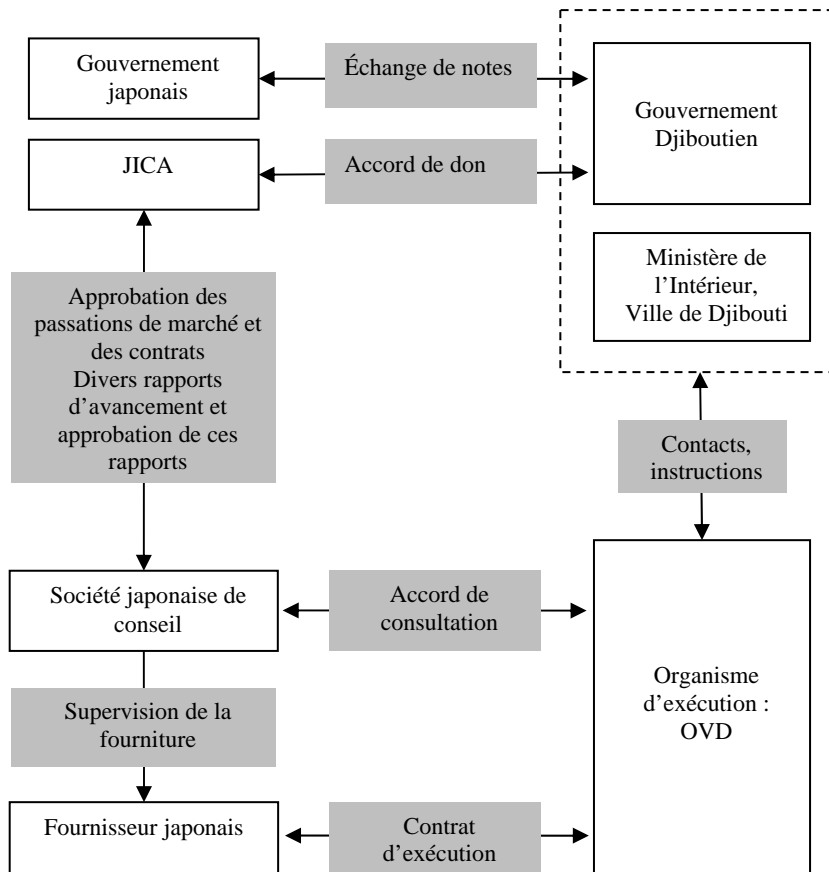 Gouvernement
japonais
Échange de notes
Gouvernement
Djiboutien
JICA
Accord de don
Ministère de
l’Intérieur,
Ville de Djibouti
Approbation des
passations de marché et
des contrats
Divers rapports
d’avancement et
approbation de ces
rapports
Contacts,
instructions
Société japonaise de
conseil
Accord de
consultation
Organisme
d’exécution :
OVD
Supervision de la
fourniture
Fournisseur japonais
Contrat
d’exécution